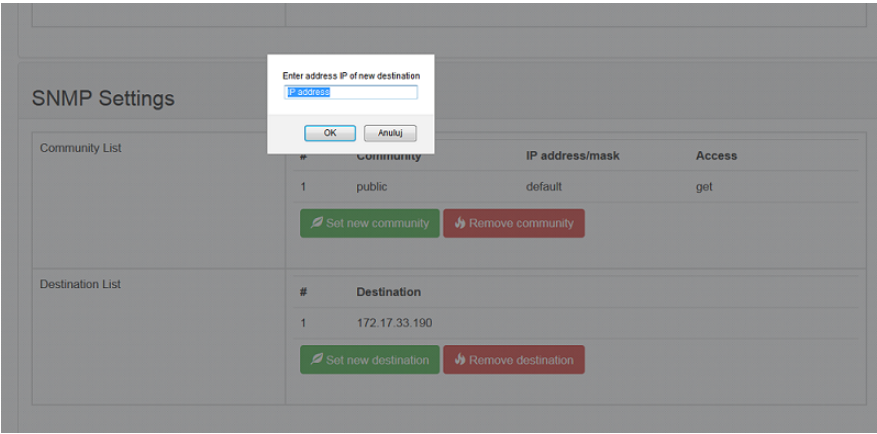 Enter address IP of new destination
IP address
OK Anuluj
SNMP Settings
Community List
# Community IP address/mask Access
1 public default get
Set new community Remove community
Destination List
# Destination
1 172.17.33.190
Set new destination Remove destination